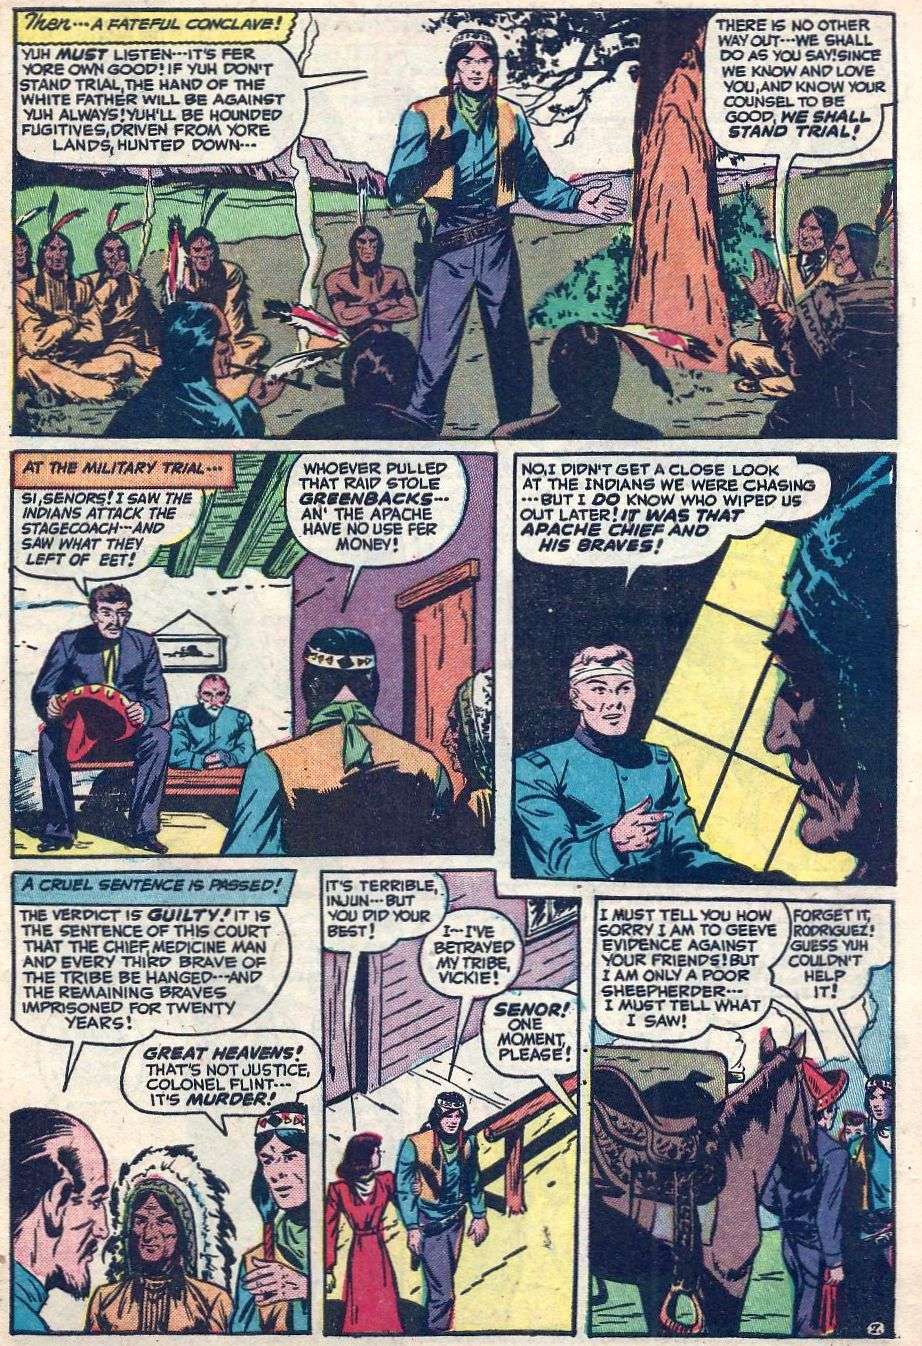 Then--- A FATEFUL CONCLAVE!
YUH MUST LISTEN---IT'S FER
YORE OWN GOOD! IF YUH DON'T
STAND TRIAL, THE HAND OF THE
WHITE FATHER WILL BE AGAINST
YUH ALWAYS! YUH'LL BE HOUNDED
FUGITIVES, DRIVEN FROM YORE
LANDS, HUNTED DOWN---
THERE IS NO OTHER
WAY OUT---WE SHALL
DO AS YOU SAY! SINCE
WE KNOW AND LOVE
YOU, AND KNOW YOUR
COUNSEL TO BE
GOOD, WE SHALL
STAND TRIAL!
AT THE MILITARY TRIAL---
SI, SENORS! I SAW THE
INDIANS ATTACK THE
STAGECOACH---AND
SAW WHAT THEY
LEFT OF EET!
WHOEVER PULLED
THAT RAID STOLE
GREENBACKS---
AN' THE APACHE
HAVE NO USE FER
MONEY!
NO, I DIDN'T GET A CLOSE LOOK
AT THE INDIANS WE WERE CHASING
---BUT I DO KNOW WHO WIPED US
OUT LATER! IT WAS THAT
APACHE CHIEF AND
HIS BRAVES!
A CRUEL SENTENCE IS PASSED!
THE VERDICT IS GUILTY! IT IS
THE SENTENCE OF THIS COURT
THAT THE CHIEF, MEDICINE MAN
AND EVERY THIRD BRAVE OF
THE TRIBE BE HANGED---AND
THE REMAINING BRAVES
IMPRISONED FOR TWENTY
YEARS!
GREAT HEAVENS!
THAT'S NOT JUSTICE,
COLONEL FLINT---
IT'S MURDER!
IT'S TERRIBLE,
INJUN---BUT
YOU DID YOUR
BEST!
I--I'VE
BETRAYED
MY TRIBE,
VICKIE!
SENOR!
ONE
MOMENT,
PLEASE!
I MUST TELL YOU HOW
SORRY I AM TO GEEVE
EVIDENCE AGAINST
YOUR FRIENDS! BUT
I AM ONLY A POOR
SHEEPHERDER---
I MUST TELL WHAT
I SAW!
FORGET IT,
RODRIGUEZ!
GUESS YUH
COULDN'T
HELP
IT!
2